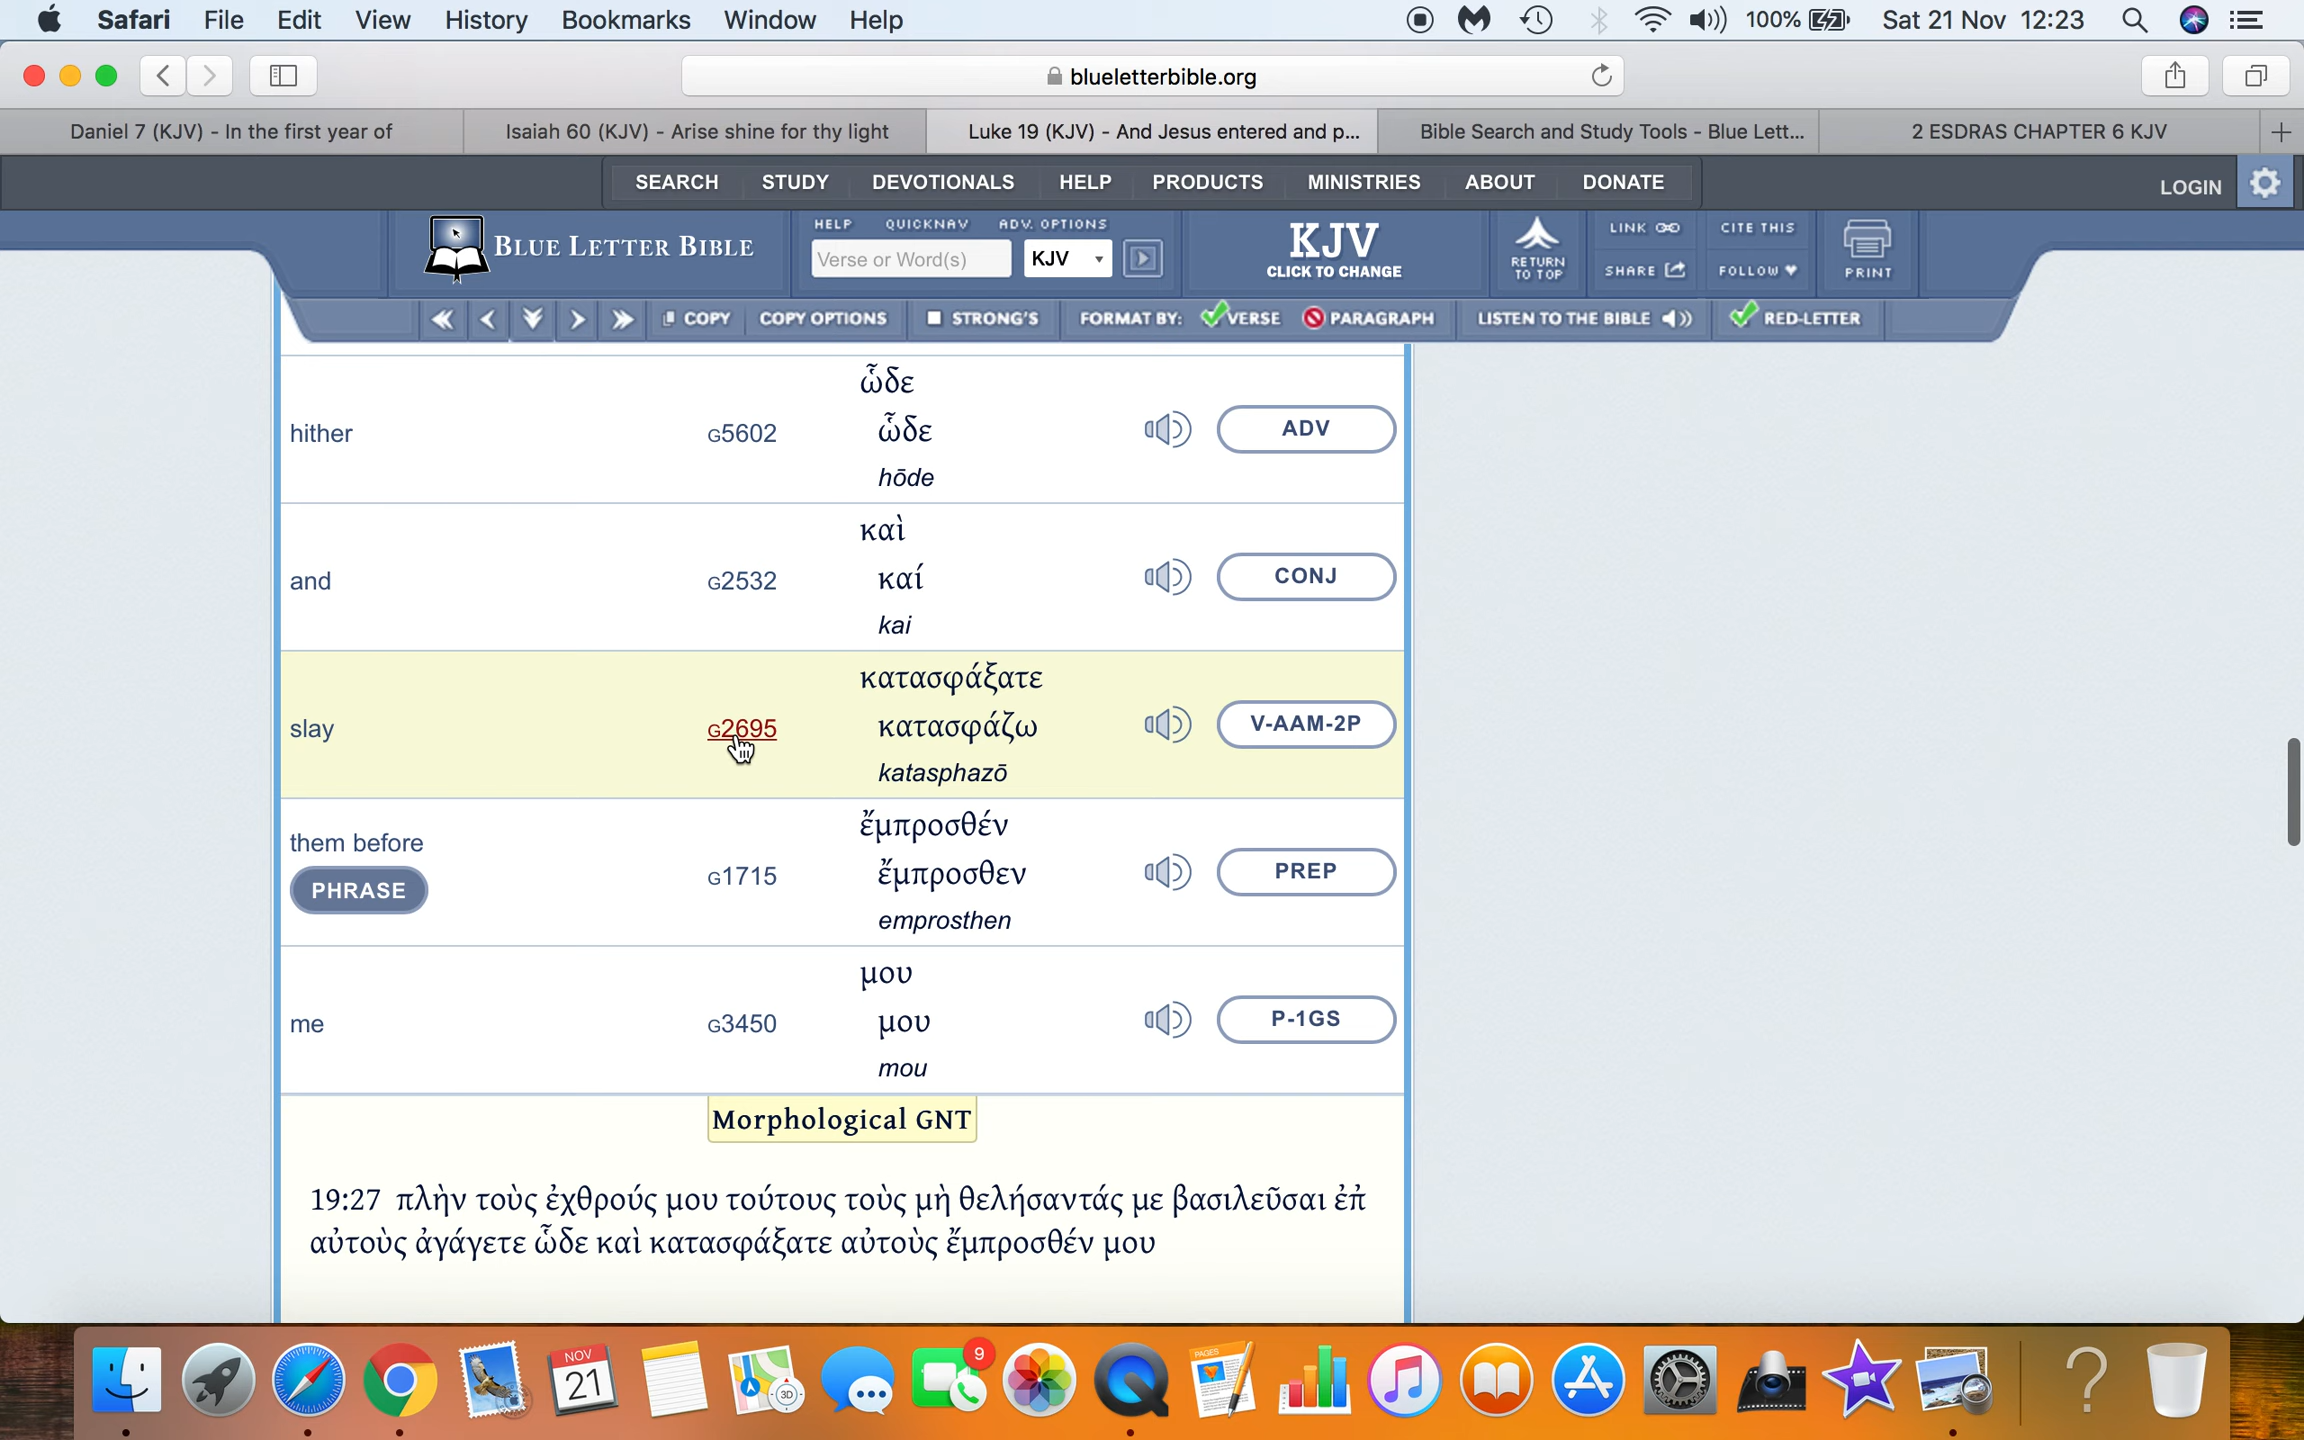 Safari File Edit View History Bookmarks Window Help 100% Sat 21 Nov 12:23
blueletterbible.org
Daniel 7 (KJV) - In the first year of Isaiah 60 (KJV) - Arise shine for thy light Luke 19 (KJV) - And Jesus entered and p... Bible Search and Study Tools - Blue Lett... 2 ESDRAS CHAPTER 6 KJV
SEARCH STUDY DEVOTIONALS HELP PRODUCTS MINISTRIES ABOUT DONATE LOGIN
HELP QUICKNAV ADV. OPTIONS
BLUE LETTER BIBLE
Verse or Word(s) KJV
KJV
CLICK TO CHANGE
RETURN
TO TOP
LINK CITE THIS
SHARE FOLLOW
PRINT
COPY COPY OPTIONS STRONG'S FORMAT BY: VERSE PARAGRAPH LISTEN TO THE BIBLE RED-LETTER
ὧδε
hither G5602 ὧδε ADV
hōde
καὶ
and G2532 καί CONJ
kai
κατασφάξατε
slay G2695 κατασφάζω V-AAM-2P
katasphazō
ἔμπροσθέν
them before G1715 ἔμπροσθεν PREP
PHRASE
emprosthen
μου
me G3450 μου P-1GS
mou
Morphological GNT
19:27 πλὴν τοὺς ἐχθρούς μου τούτους τοὺς μὴ θελήσαντάς με βασιλεῦσαι ἐπ̓
αὐτοὺς ἀγάγετε ὧδε καὶ κατασφάξατε αὐτοὺς ἔμπροσθέν μου
NOV
21
3D
9
PAGES